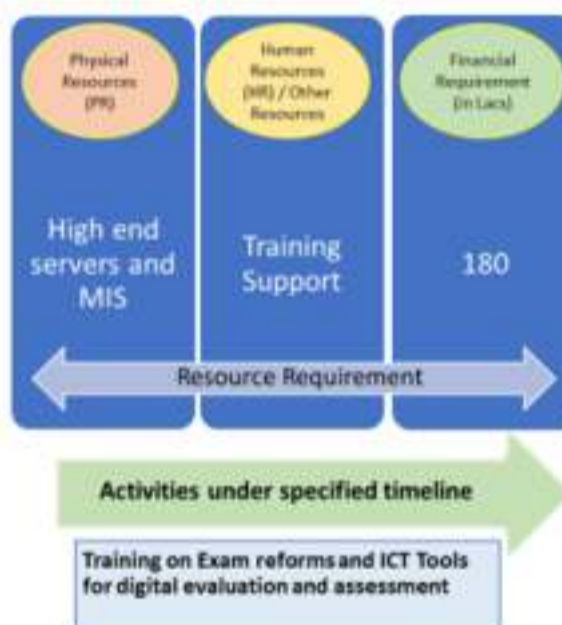 Physical
Resources
(PR)
Human
Resources
(HR) / Other
Resources
Financial
Requirement
(in Lacs)
High end
servers and
MIS
Training
Support
180
Resource Requirement
Activities under specified timeline
Training on Exam reforms and ICT Tools
for digital evaluation and assessment